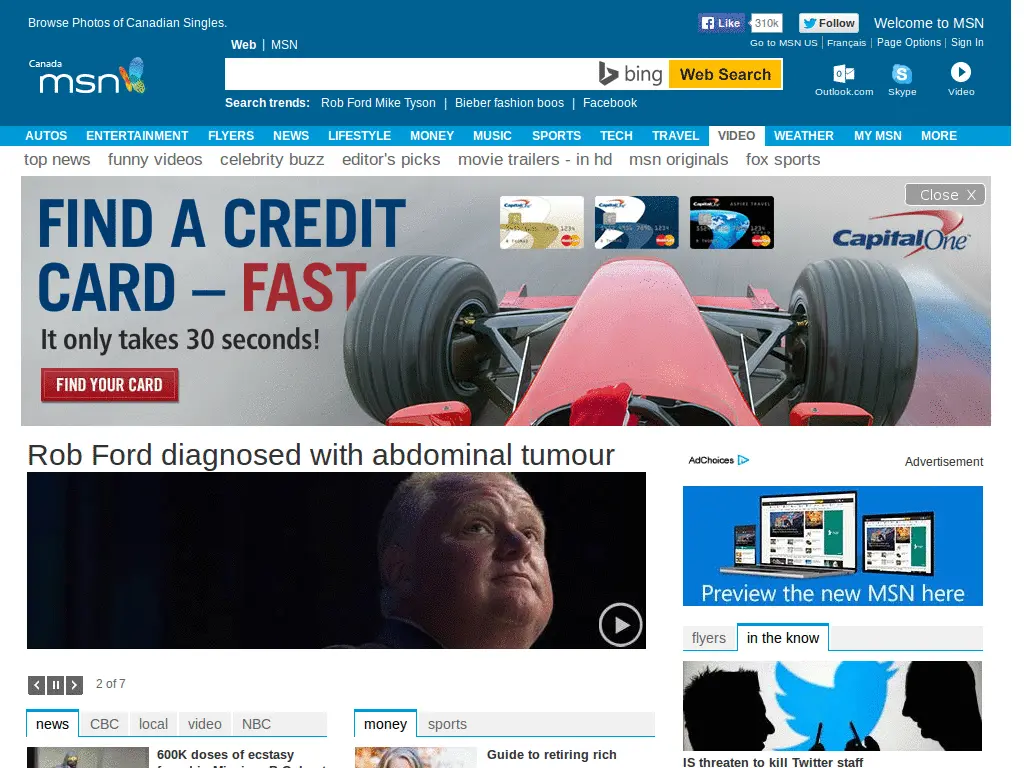 Browse Photos of Canadian Singles.
Like 310k Follow Welcome to MSN
Go to MSN US Français Page Options Sign In
Web MSN
Canada
msn
bing Web Search
Outlook.com Skype Video
Search trends: Rob Ford Mike Tyson | Bieber fashion boos | Facebook
AUTOS ENTERTAINMENT FLYERS NEWS LIFESTYLE MONEY MUSIC SPORTS TECH TRAVEL VIDEO WEATHER MY MSN MORE
top news funny videos celebrity buzz editor's picks movie trailers - in hd msn originals fox sports
Close X
FIND A CREDIT
CARD – FAST
It only takes 30 seconds!
FIND YOUR CARD
Capital One
Rob Ford diagnosed with abdominal tumour
AdChoices Advertisement
Preview the new MSN here
flyers in the know
2 of 7
news CBC local video NBC
money sports
600K doses of ecstasy
Guide to retiring rich
IS threaten to kill Twitter staff